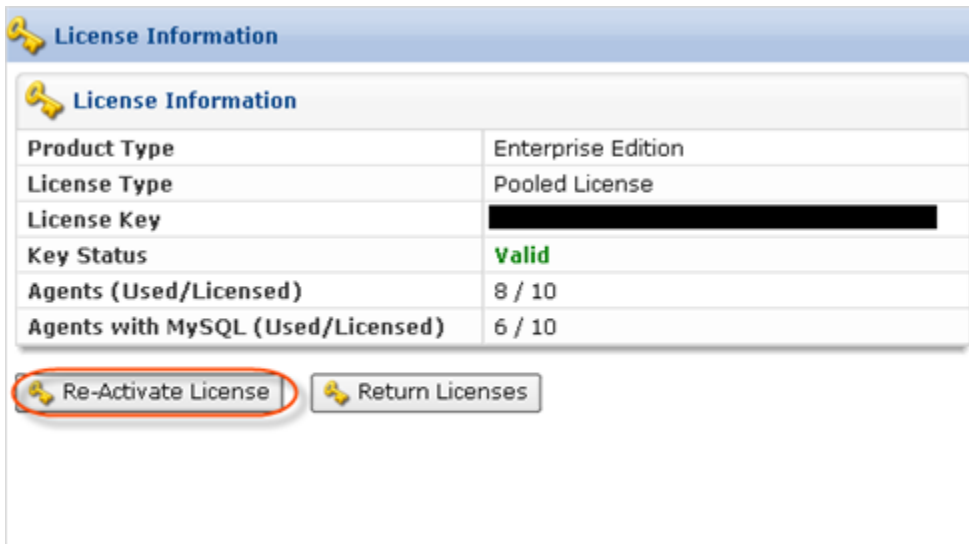 License Information
License Information
Product Type Enterprise Edition
License Type Pooled License
License Key
Key Status Valid
Agents (Used/Licensed) 8 / 10
Agents with MySQL (Used/Licensed) 6 / 10
Re-Activate License Return Licenses